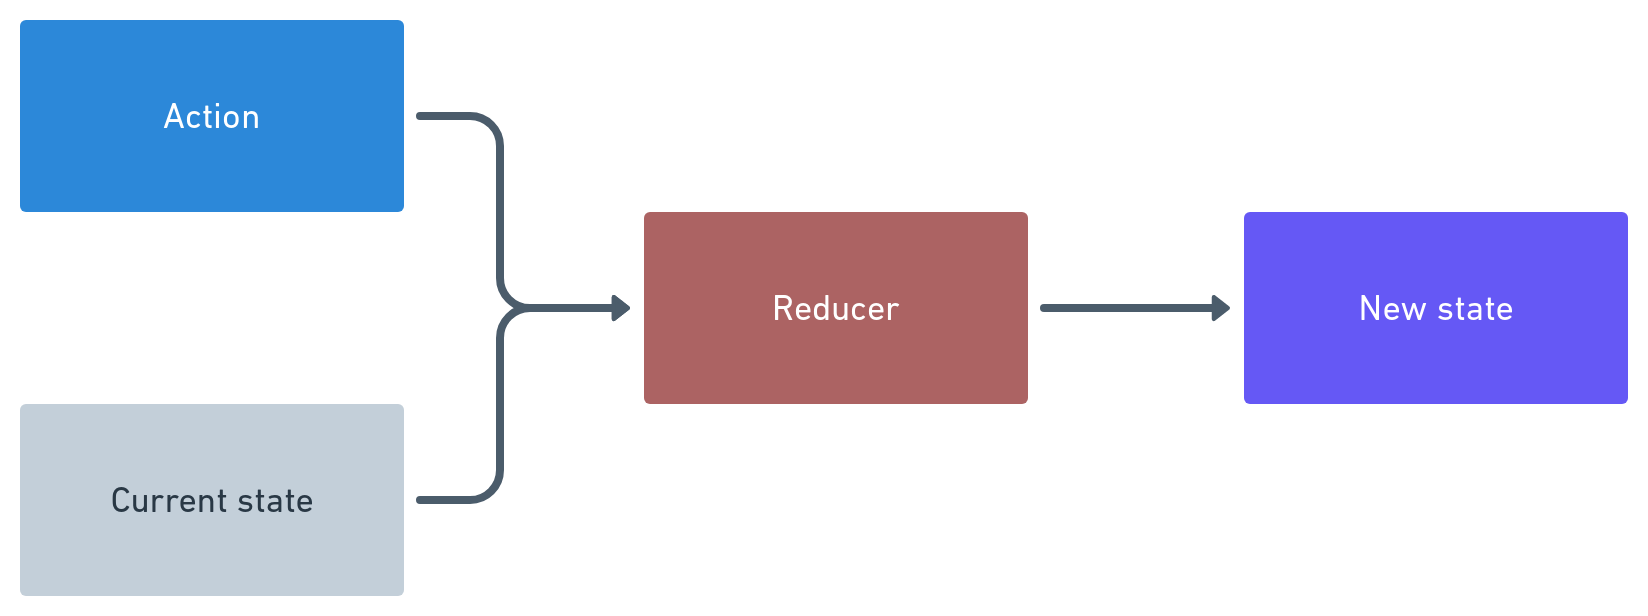 Action
Current state
Reducer
New state